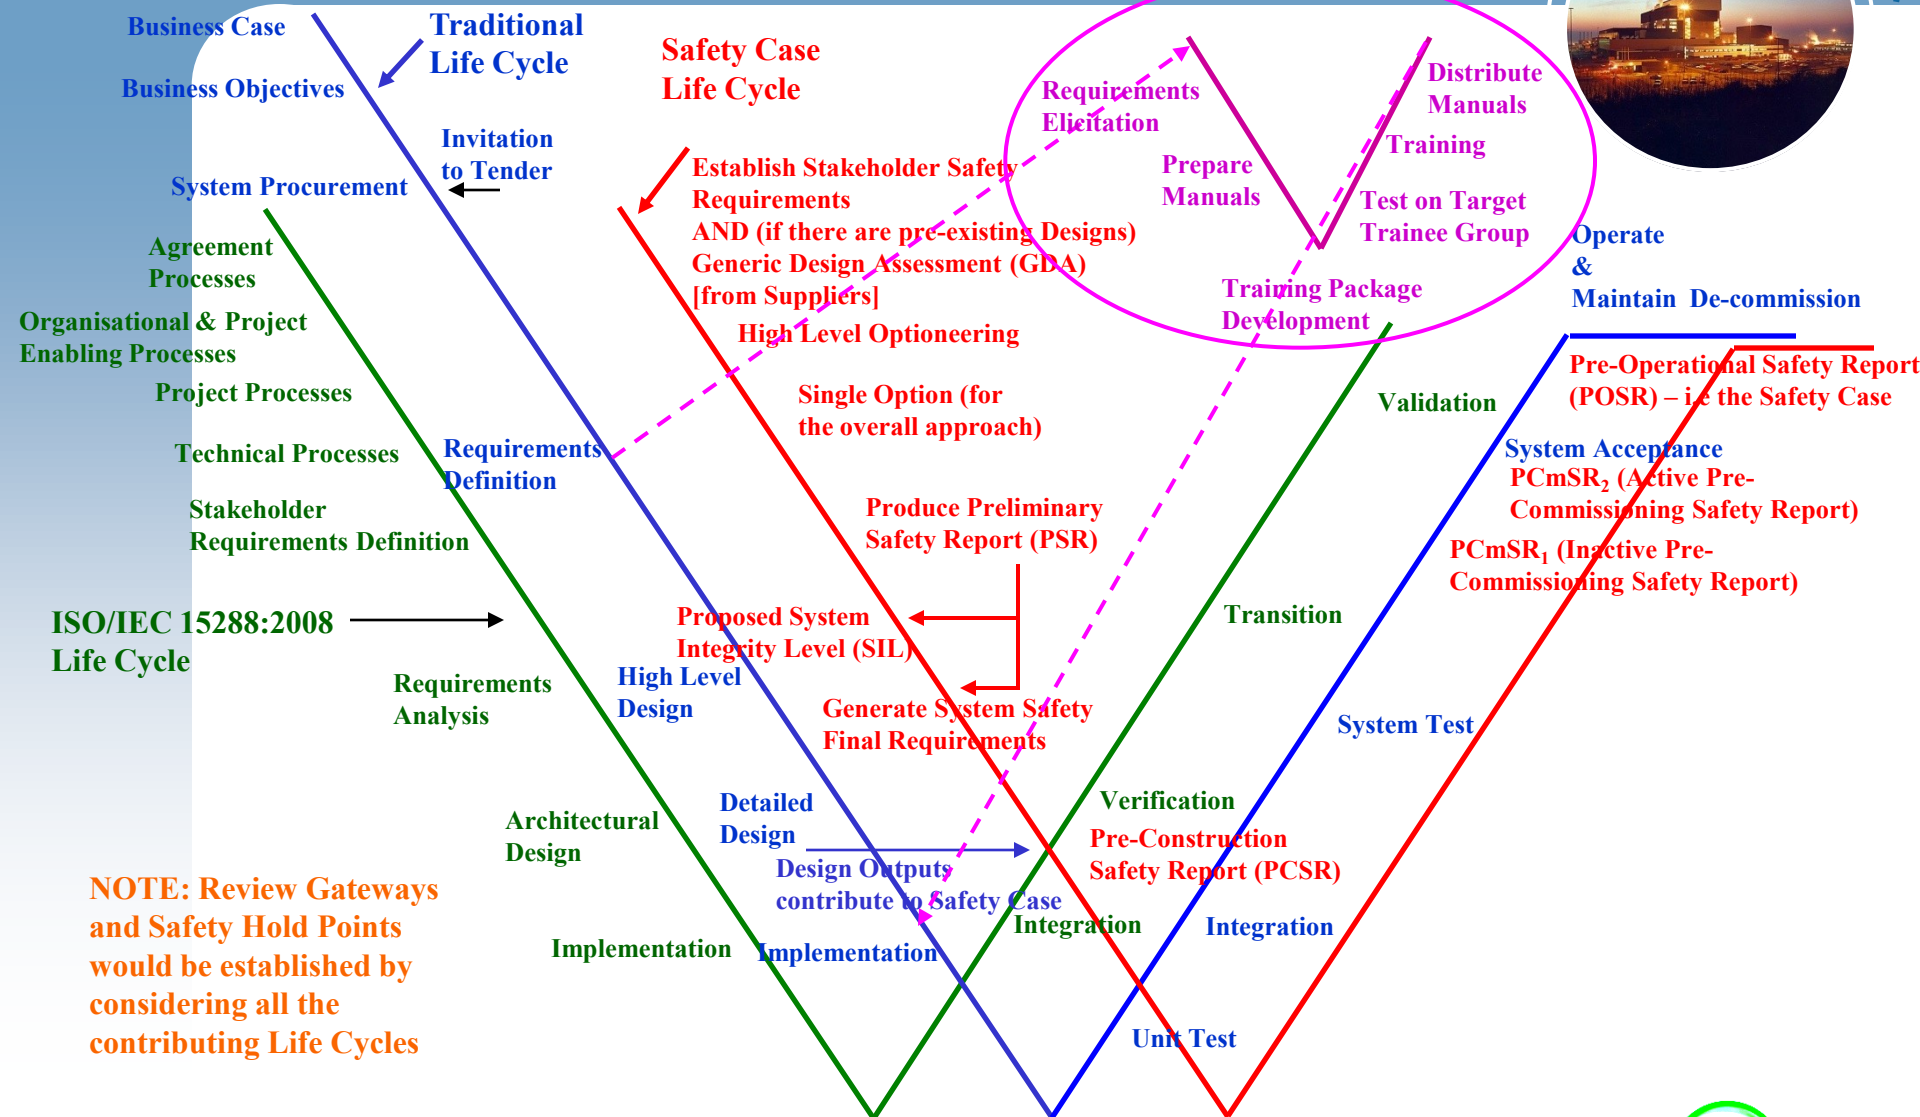 Business Case
Traditional
Life Cycle
Business Objectives
Invitation
to Tender
System Procurement
Safety Case
Life Cycle
Establish Stakeholder Safety
Requirements
AND (if there are pre-existing Designs)
Generic Design Assessment (GDA)
[from Suppliers]
High Level Optioneering
Single Option (for
the overall approach)
Requirements
Elicitation
Prepare
Manuals
Distribute
Manuals
Training
Test on Target
Trainee Group
Training Package
Development
Operate
&
Maintain De-commission
Agreement
Processes
Organisational & Project
Enabling Processes
Project Processes
Technical Processes
Requirements
Definition
Stakeholder
Requirements Definition
ISO/IEC 15288:2008
Life Cycle
Requirements
Analysis
Produce Preliminary
Safety Report (PSR)
Proposed System
Integrity Level (SIL)
High Level
Design
Generate System Safety
Final Requirements
Validation
Pre-Operational Safety Report
(POSR) – i.e the Safety Case
System Acceptance
PCmSR2 (Active Pre-
Commissioning Safety Report)
PCmSR1 (Inactive Pre-
Commissioning Safety Report)
Transition
System Test
Architectural
Design
Detailed
Design
Design Outputs
contribute to Safety Case
Verification
Pre-Construction
Safety Report (PCSR)
Implementation
Implementation
Integration
Integration
Unit Test
NOTE: Review Gateways
and Safety Hold Points
would be established by
considering all the
contributing Life Cycles